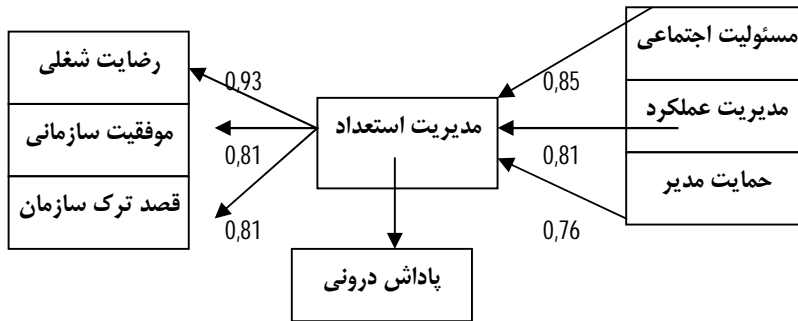 مسئولیت اجتماعی
مدیریت عملکرد
حمایت مدیر
0,85
0,81
0,76
مدیریت استعداد
پاداش درونی
0,93
0,81
0,81
رضایت شغلی
موفقیت سازمانی
قصد ترک سازمان